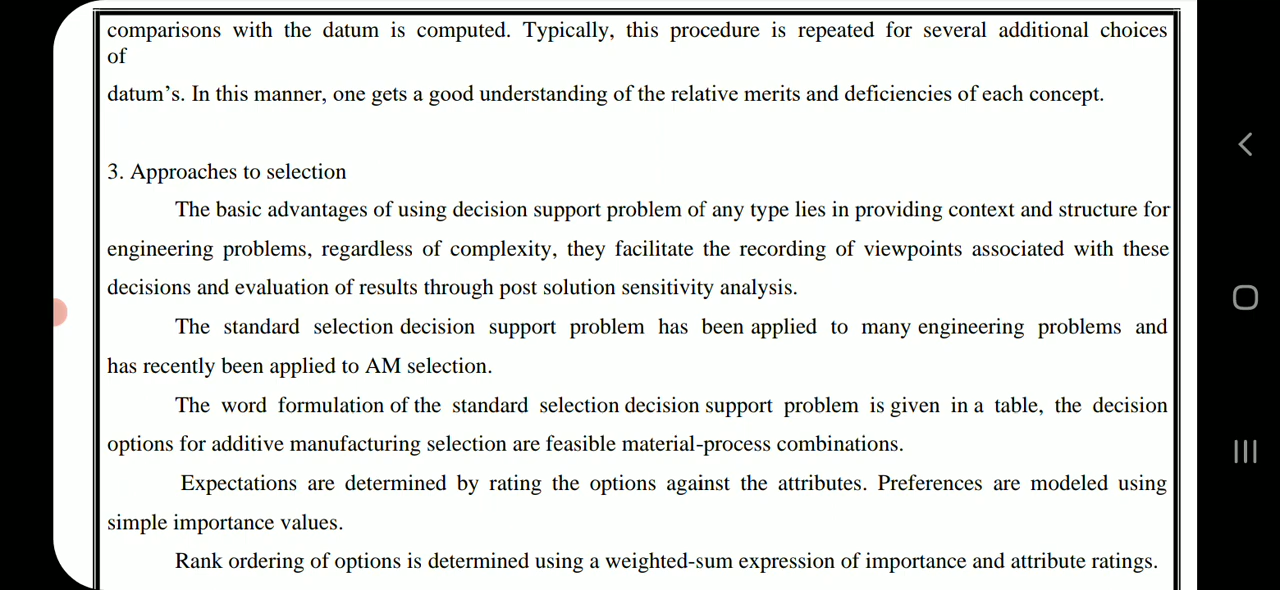 comparisons with the datum is computed. Typically, this procedure is repeated for several additional choices
of
datum's. In this manner, one gets a good understanding of the relative merits and deficiencies of each concept.
3. Approaches to selection
The basic advantages of using decision support problem of any type lies in providing context and structure for
engineering problems, regardless of complexity, they facilitate the recording of viewpoints associated with these
decisions and evaluation of results through post solution sensitivity analysis.
The standard selection decision support problem has been applied to many engineering problems and
has recently been applied to AM selection.
The word formulation of the standard selection decision support problem is given in a table, the decision
options for additive manufacturing selection are feasible material-process combinations.
Expectations are determined by rating the options against the attributes. Preferences are modeled using
simple importance values.
Rank ordering of options is determined using a weighted-sum expression of importance and attribute ratings.